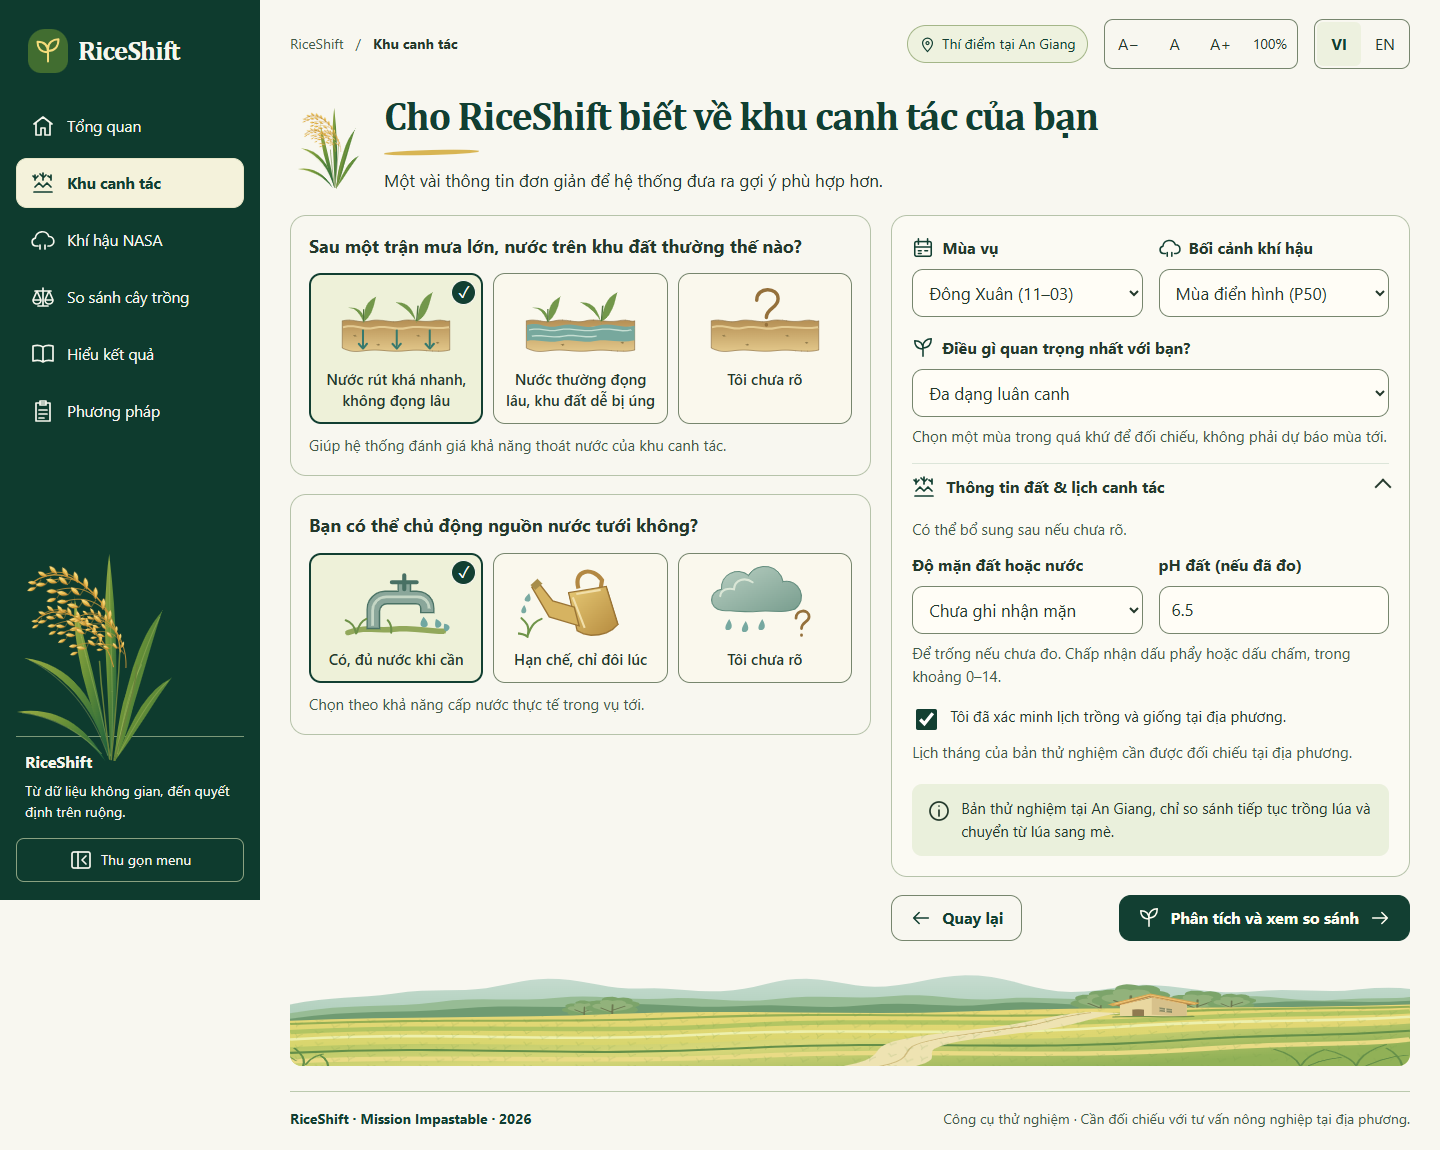 RiceShift
Tổng quan
Khu canh tác
Khí hậu NASA
So sánh cây trồng
Hiểu kết quả
Phương pháp
RiceShift
Từ dữ liệu không gian, đến quyết
định trên ruộng.
Thu gọn menu
RiceShift / Khu canh tác
Thí điểm tại An Giang
A− A A+ 100%
VI EN
Cho RiceShift biết về khu canh tác của bạn
Một vài thông tin đơn giản để hệ thống đưa ra gợi ý phù hợp hơn.
Sau một trận mưa lớn, nước trên khu đất thường thế nào?
Nước rút khá nhanh,
không đọng lâu
Nước thường đọng
lâu, khu đất dễ bị úng
Tôi chưa rõ
Giúp hệ thống đánh giá khả năng thoát nước của khu canh tác.
Bạn có thể chủ động nguồn nước tưới không?
Có, đủ nước khi cần
Hạn chế, chỉ đôi lúc
Tôi chưa rõ
Chọn theo khả năng cấp nước thực tế trong vụ tới.
Mùa vụ
Đông Xuân (11–03)
Bối cảnh khí hậu
Mùa điển hình (P50)
Điều gì quan trọng nhất với bạn?
Đa dạng luân canh
Chọn một mùa trong quá khứ để đối chiếu, không phải dự báo mùa tới.
Thông tin đất & lịch canh tác
Có thể bổ sung sau nếu chưa rõ.
Độ mặn đất hoặc nước
Chưa ghi nhận mặn
pH đất (nếu đã đo)
6.5
Để trống nếu chưa đo. Chấp nhận dấu phẩy hoặc dấu chấm, trong
khoảng 0–14.
Tôi đã xác minh lịch trồng và giống tại địa phương.
Lịch tháng của bản thử nghiệm cần được đối chiếu tại địa phương.
Bản thử nghiệm tại An Giang, chỉ so sánh tiếp tục trồng lúa và
chuyển từ lúa sang mè.
Quay lại
Phân tích và xem so sánh
RiceShift · Mission Impastable · 2026
Công cụ thử nghiệm · Cần đối chiếu với tư vấn nông nghiệp tại địa phương.